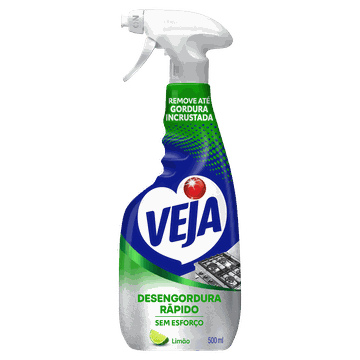 REMOVE ATÉ
GORDURA
INCRUSTADA
VEJA
DESENGORDURA
RÁPIDO
SEM ESFORÇO
Limão
500 ml